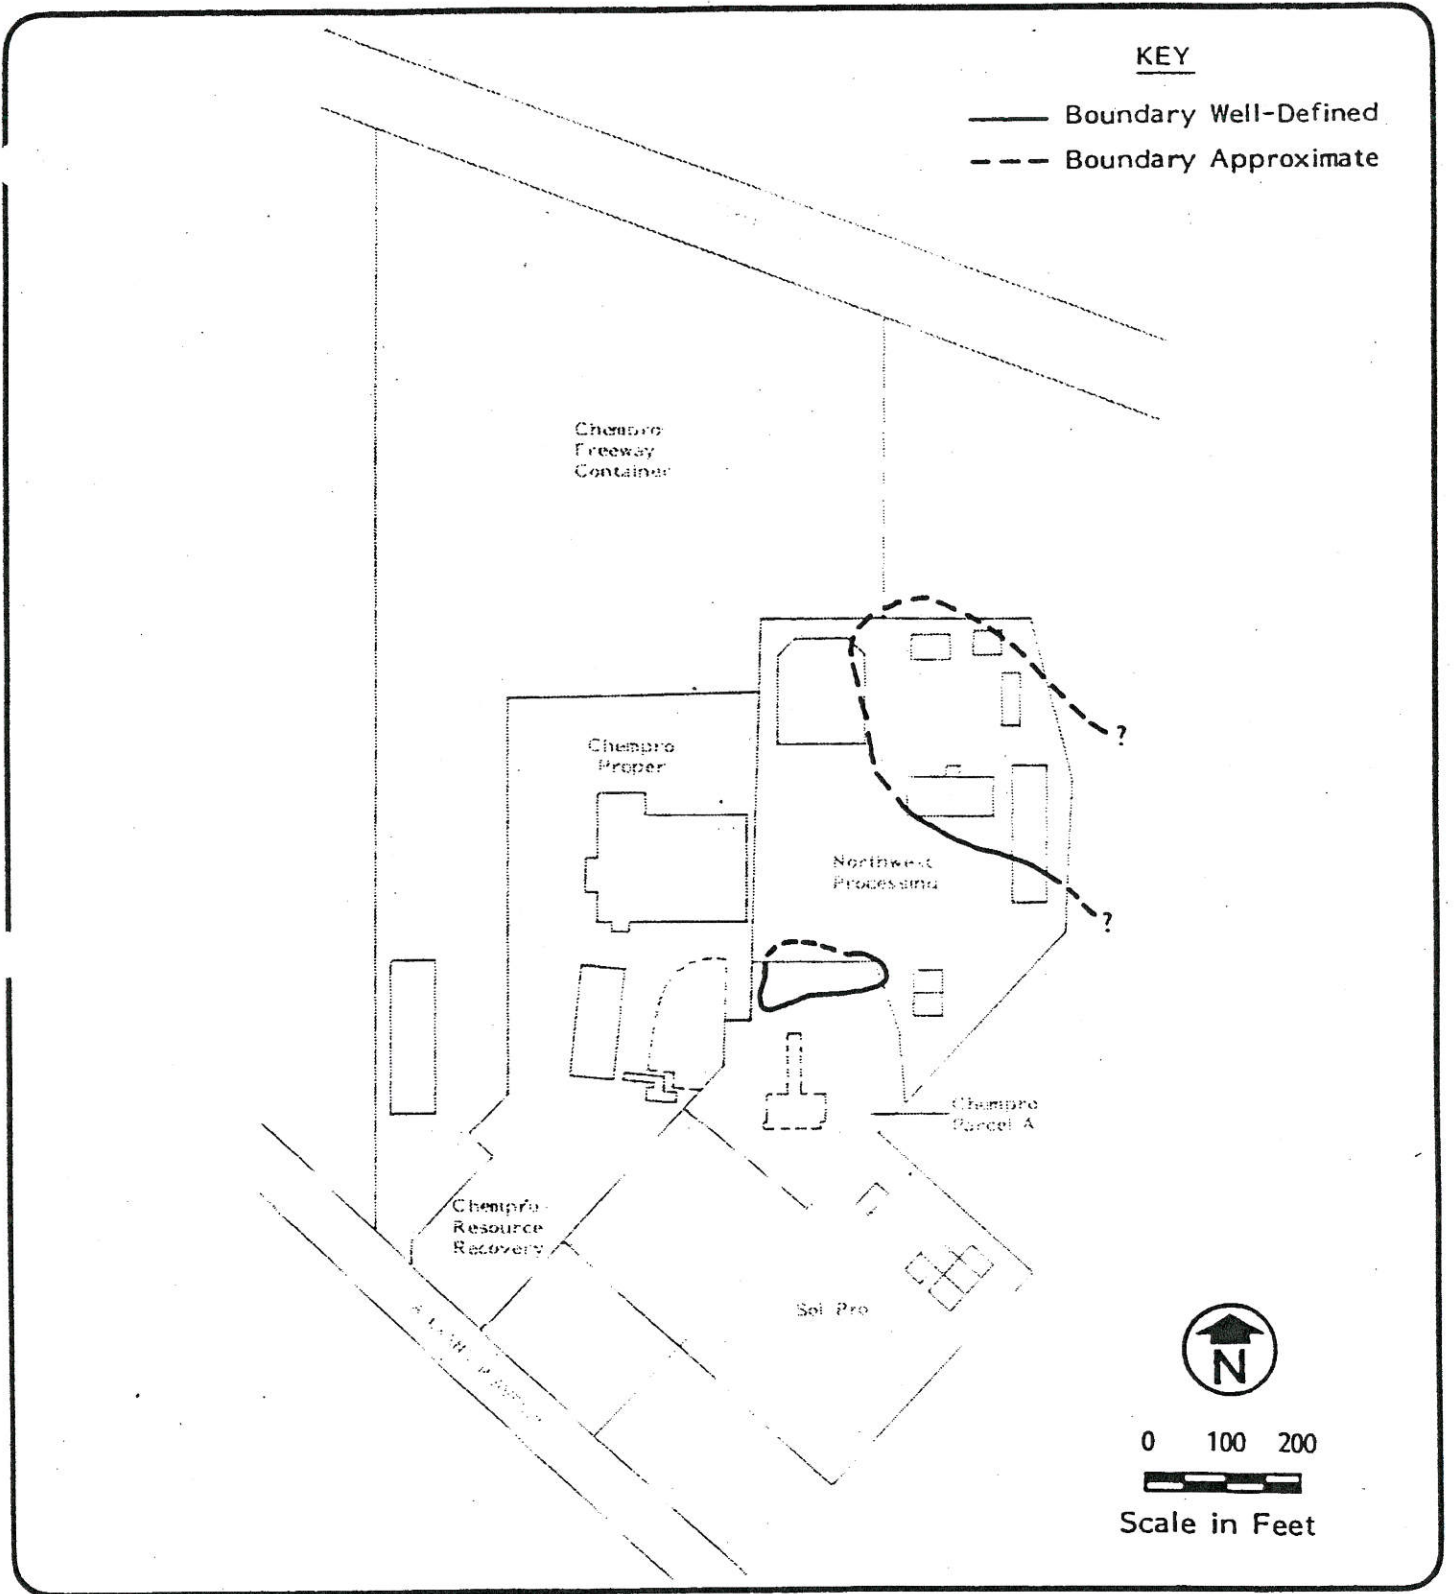 KEY
Boundary Well-Defined
Boundary Approximate
Chempro
Freeway
Container
?
Chempro
Proper
Northwest
Processing
?
Chempro
Parcel A
Chempro
Resource
Recovery
Sol Pro
N
0 100 200
Scale in Feet